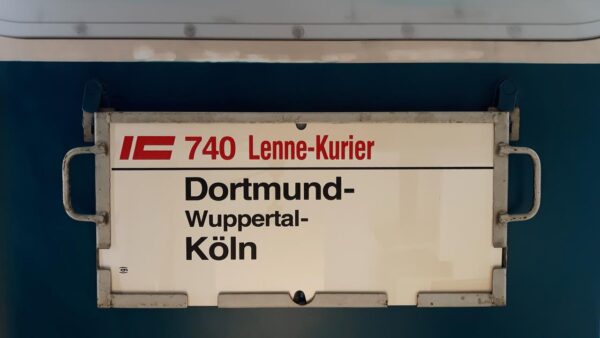 IC 740 Lenne-Kurier
Dortmund-
Wuppertal-
Köln